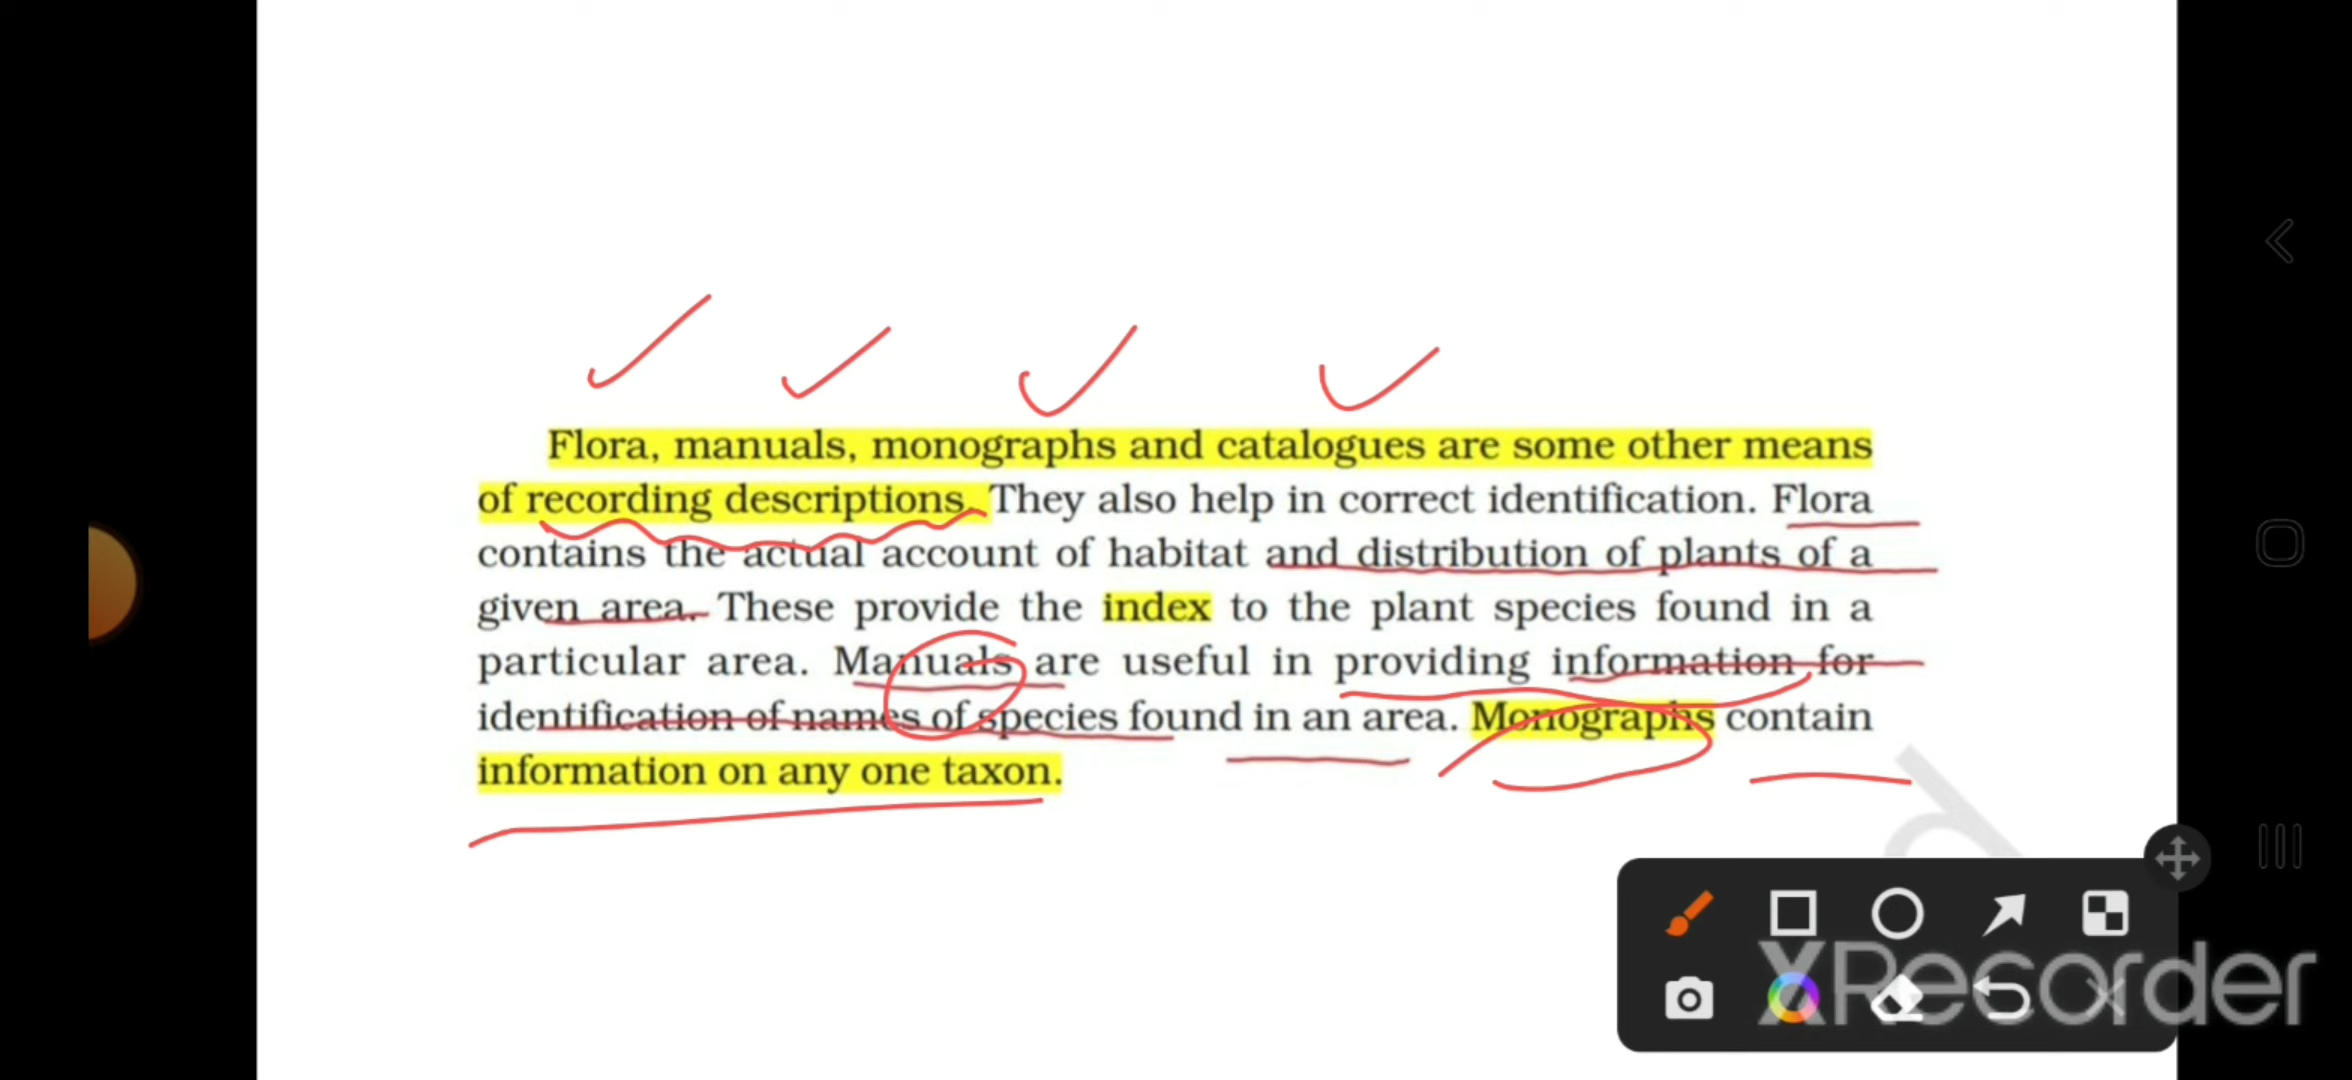 Flora, manuals, monographs and catalogues are some other means
of recording descriptions. They also help in correct identification. Flora
contains the actual account of habitat and distribution of plants of a
given area. These provide the index to the plant species found in a
particular area. Manuals are useful in providing information for
identification of names of species found in an area. Monographs contain
information on any one taxon.
d
XRecorder